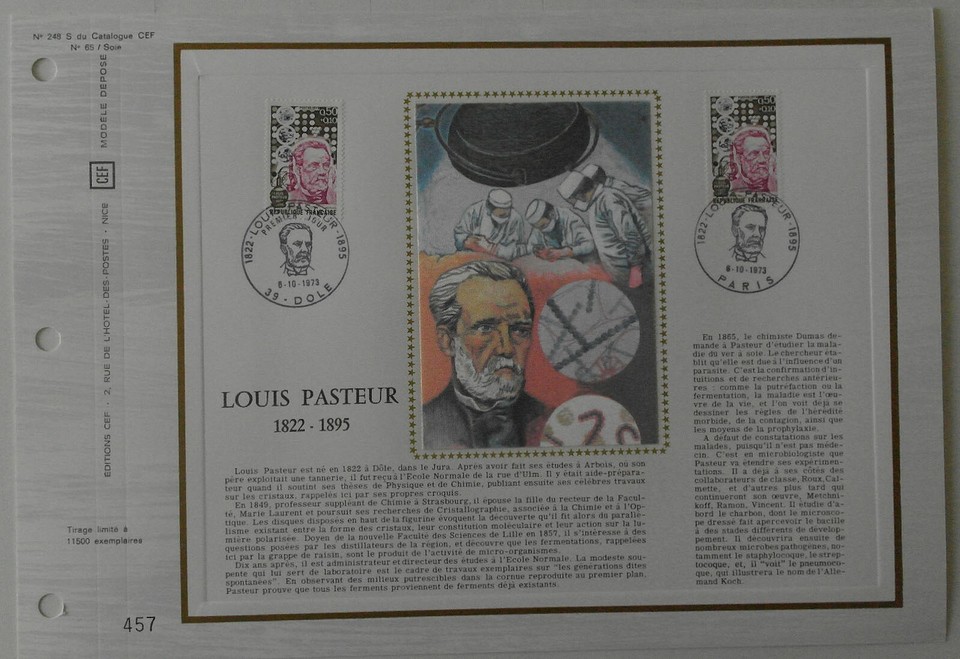 Nº 248 S du Catalogue CEF
Nº 65 / Soie
MODÈLE DÉPOSÉ
CEF
EDITIONS CEF - 2, RUE DE L'HOTEL-DES-POSTES - NICE
Tirage limité à
11500 exemplaires
457
0,50
+0,10
REPUBLIQUE FRANÇAISE
1822 - LOUIS PASTEUR - 1895
PREMIER JOUR
6-10-1973
39 - DOLE
0,50
+0,10
REPUBLIQUE FRANÇAISE
1822 - LOUIS PASTEUR - 1895
6-10-1973
PARIS
LOUIS PASTEUR
1822 - 1895
Louis Pasteur est né en 1822 à Dôle, dans le Jura. Après avoir fait ses études à Arbois, où son
père exploitait une tannerie, il fut reçu à l'Ecole Normale de la rue d'Ulm. Il y était aide-prépara-
teur quand il soutint ses thèses de Physique et de Chimie, publiant ensuite ses célèbres travaux
sur les cristaux, rappelés ici par ses propres croquis.
En 1849, professeur suppléant de Chimie à Strasbourg, il épouse la fille du recteur de la Facul-
té, Marie Laurent et poursuit ses recherches de Cristallographie, associée à la Chimie et à l'Op-
tique. Les disques disposés en haut de la figurine évoquent la découverte qu'il fit alors du parallé-
lisme existant entre la forme des cristaux, leur constitution moléculaire et leur action sur la lu-
mière polarisée. Doyen de la nouvelle Faculté des Sciences de Lille en 1857, il s'intéresse à des
questions posées par les distillateurs de la région, et découvre que les fermentations, rappelées
ici par la grappe de raisin, sont le produit de l'activité de micro-organismes.
Dix ans après, il est administrateur et directeur des études à l'Ecole Normale. La modeste sou-
pente qui lui sert de laboratoire est le cadre de travaux exemplaires sur "les générations dites
spontanées". En observant des milieux putrescibles dans la cornue reproduite au premier plan,
Pasteur prouve que tous les ferments proviennent de ferments déjà existants.
En 1865, le chimiste Dumas de-
mande à Pasteur d'étudier la mala-
die du ver à soie. Le chercheur éta-
blit qu'elle est due à l'influence d'un
parasite. C'est la confirmation d'in-
tuitions et de recherches antérieu-
res : comme la putréfaction ou la
fermentation, la maladie est l'œu-
vre de la vie, et l'on voit déjà se
dessiner les règles de l'hérédité
morbide, de la contagion, ainsi que
les moyens de la prophylaxie.
A défaut de constatations sur les
malades, puisqu'il n'est pas méde-
cin. C'est en microbiologiste que
Pasteur va étendre ses expérimen-
tations. Il a déjà à ses côtés des
collaborateurs de classe, Roux, Cal-
mette, et d'autres plus tard qui
continueront son œuvre, Metchni-
koff, Ramon, Vincent. Il étudie d'a-
bord le charbon, dont le microsco-
pe dressé fait apercevoir le bacille
à des stades différents de dévelop-
pement. Il découvrira ensuite de
nombreux microbes pathogènes, no-
tamment le staphylocoque, le strep-
tocoque, et, il "voit" le pneumoco-
que, qui illustrera le nom de l'Alle-
mand Koch.